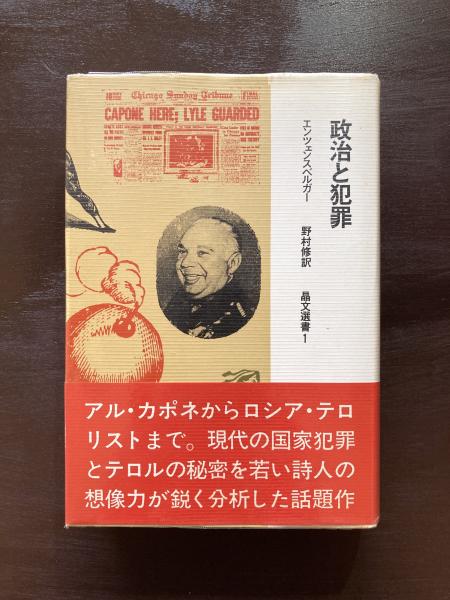 Chicago Sunday Tribune
CAPONE HERE; LYLE GUARDED
政治と犯罪
エンツェンスベルガー
野村修訳
晶文選書1
アル・カポネからロシア・テロ
リストまで。現代の国家犯罪
とテロルの秘密を若い詩人の
想像力が鋭く分析した話題作